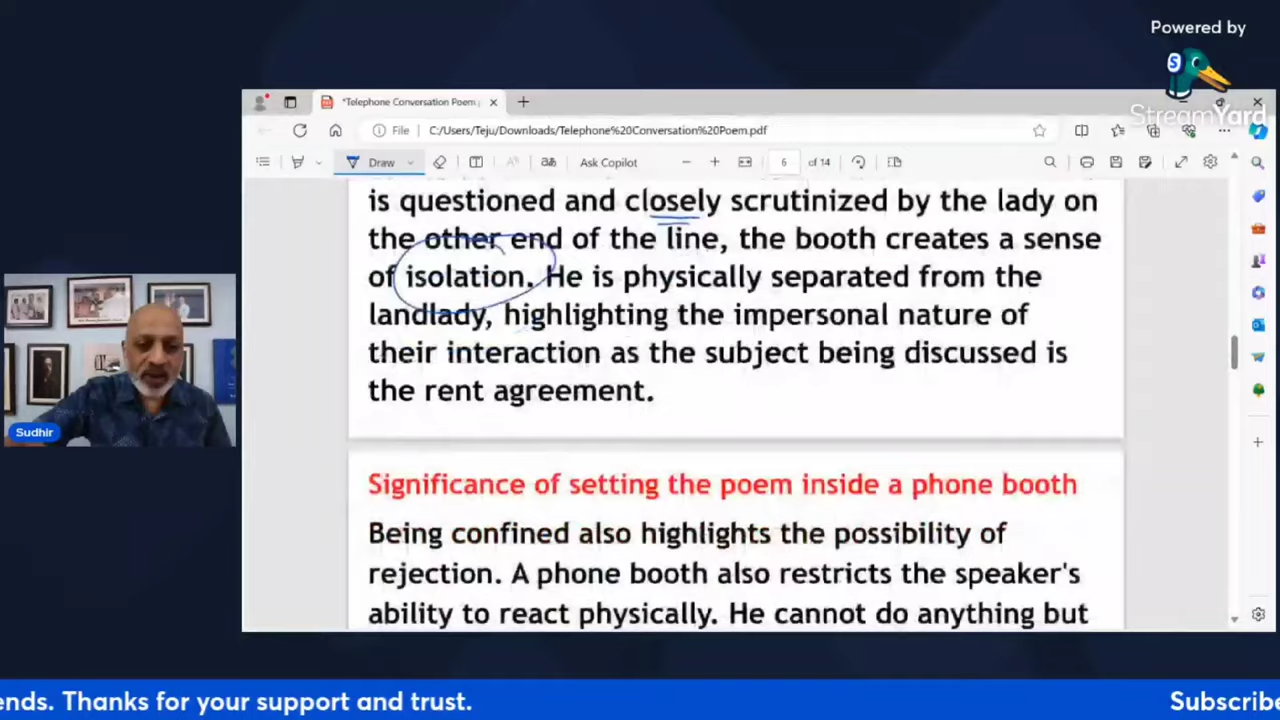 Powered by
StreamYard
*Telephone Conversation Poem.p
File
C:/Users/Teju/Downloads/Telephone%20Conversation%20Poem.pdf
Draw
Ask Copilot
6
of 14
is questioned and closely scrutinized by the lady on
the other end of the line, the booth creates a sense
of isolation. He is physically separated from the
landlady, highlighting the impersonal nature of
their interaction as the subject being discussed is
the rent agreement.
Significance of setting the poem inside a phone booth
Being confined also highlights the possibility of
rejection. A phone booth also restricts the speaker's
ability to react physically. He cannot do anything but
Sudhir
ends. Thanks for your support and trust.
Subscribe